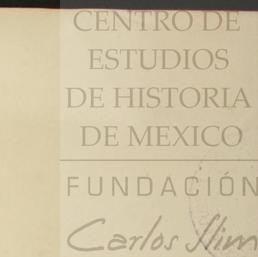 CENTRO DE
ESTUDIOS
DE HISTORIA
DE MEXICO
FUNDACIÓN
Carlos Slim